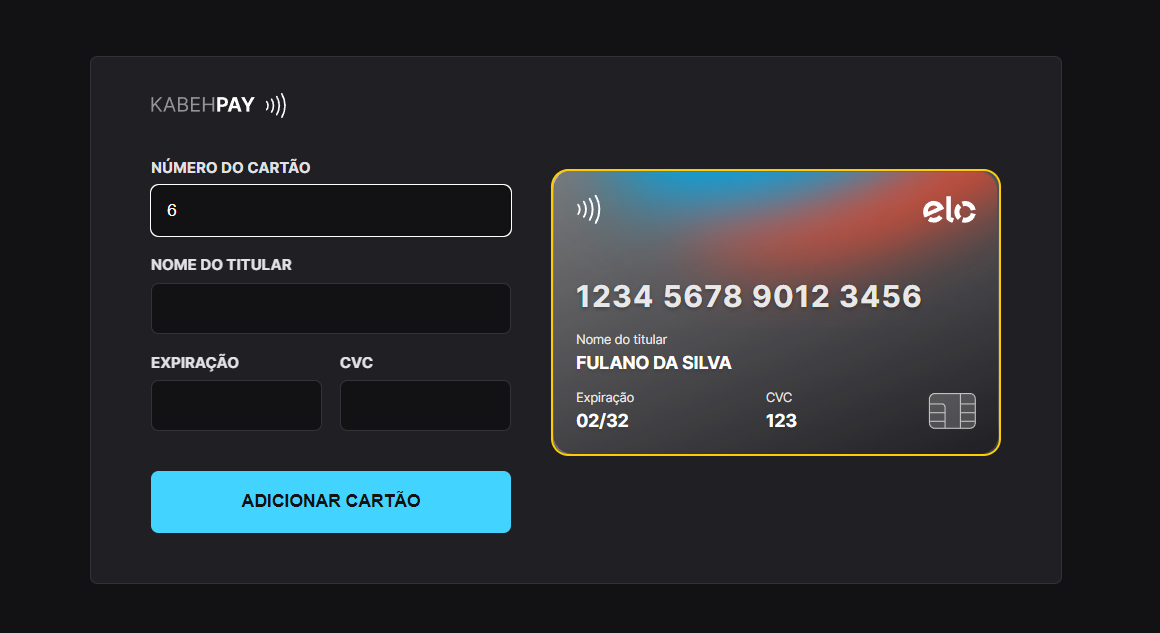 KABEHPAY
NÚMERO DO CARTÃO
6
NOME DO TITULAR
EXPIRAÇÃO
CVC
ADICIONAR CARTÃO
elo
1234 5678 9012 3456
Nome do titular
FULANO DA SILVA
Expiração
CVC
02/32
123